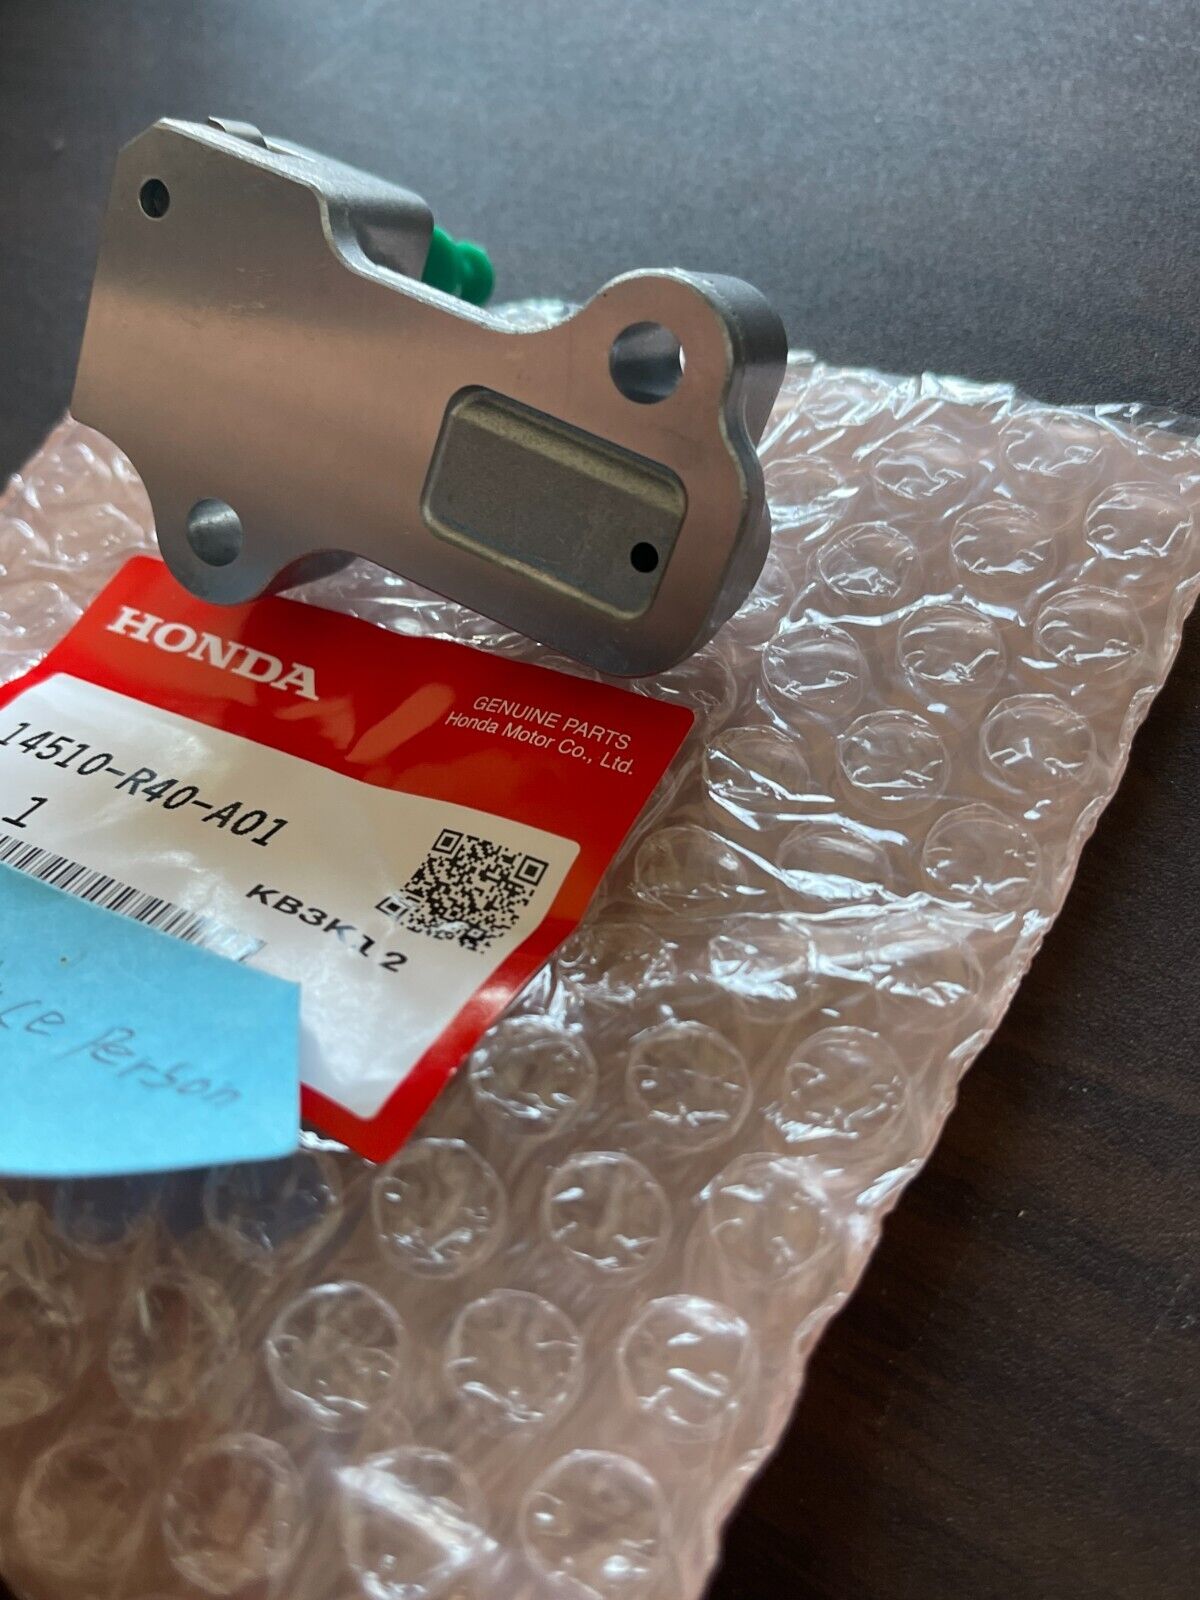 HONDA
GENUINE PARTS
Honda Motor Co., Ltd.
14510-R40-A01
1
KB3K12
Person